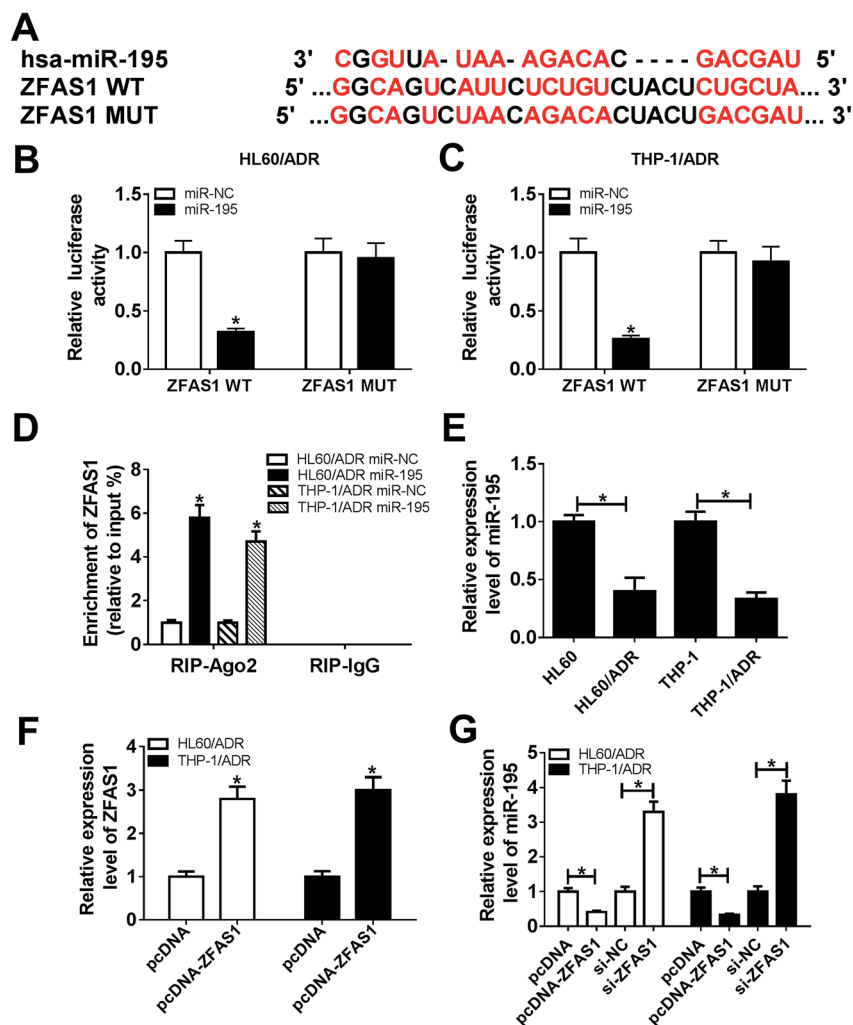 A
hsa-miR-195 3' CGGUUA- UAA- AGACAC - - - - GACGAU 5'
ZFAS1 WT 5' ...GGCAGUCAUUCUCUGUCUACUCUGCUA... 3'
ZFAS1 MUT 5' ...GGCAGUCUAACAGACACUACUGACGAU... 3'
B
HL60/ADR
miR-NC
miR-195
Relative luciferase
activity
1.5
1.0
0.5
0.0
*
ZFAS1 WT ZFAS1 MUT
C
THP-1/ADR
miR-NC
miR-195
Relative luciferase
activity
1.5
1.0
0.5
0.0
*
ZFAS1 WT ZFAS1 MUT
D
HL60/ADR miR-NC
HL60/ADR miR-195
THP-1/ADR miR-NC
THP-1/ADR miR-195
Enrichment of ZFAS1
(relative to input %)
8
6
4
2
0
* *
RIP-Ago2 RIP-IgG
E
Relative expression
level of miR-195
1.5
1.0
0.5
0.0
* *
HL60 HL60/ADR THP-1 THP-1/ADR
F
HL60/ADR
THP-1/ADR
Relative expression
level of ZFAS1
4
3
2
1
0
* *
pcDNA pcDNA-ZFAS1 pcDNA pcDNA-ZFAS1
G
HL60/ADR
THP-1/ADR
Relative expression
level of miR-195
5
4
3
2
1
0
* * * *
pcDNA pcDNA-ZFAS1 si-NC si-ZFAS1 pcDNA pcDNA-ZFAS1 si-NC si-ZFAS1